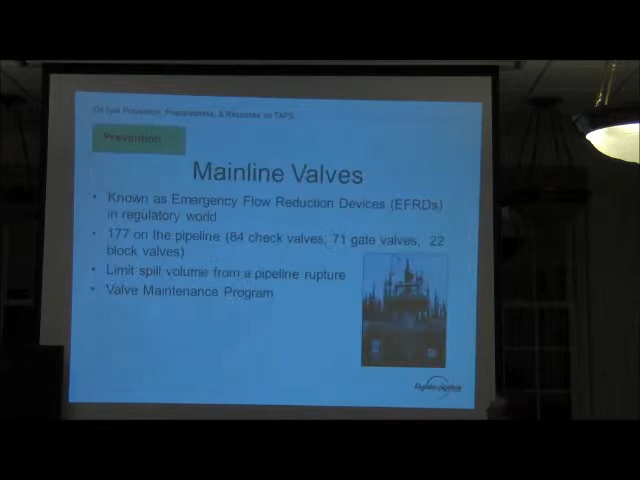 Oil Spill Prevention, Preparedness, & Response on TAPS
Prevention
Mainline Valves
• Known as Emergency Flow Reduction Devices (EFRDs)
in regulatory world
• 177 on the pipeline (84 check valves, 71 gate valves, 22
block valves)
• Limit spill volume from a pipeline rupture
• Valve Maintenance Program
Alyeska pipeline